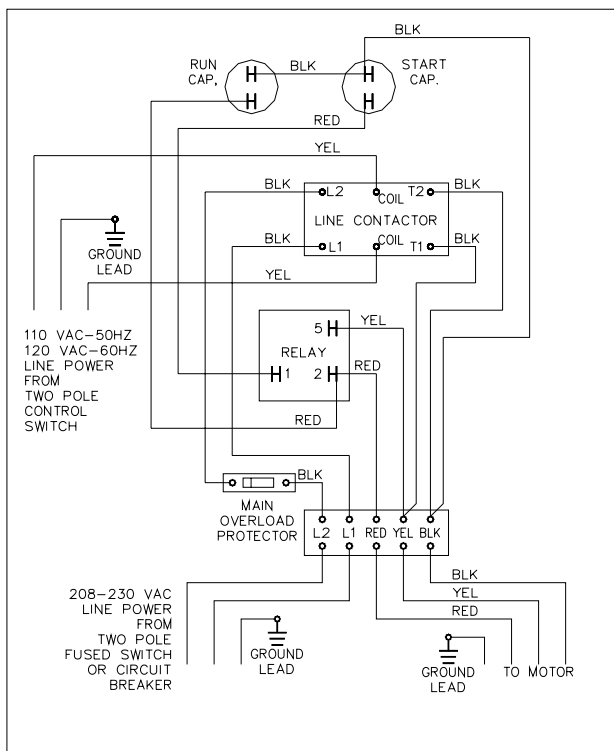 BLK
RUN
CAP,
BLK
START
CAP.
RED
YEL
BLK
L2
COIL
T2
BLK
LINE CONTACTOR
BLK
L1
COIL
T1
BLK
GROUND
LEAD
YEL
110 VAC-50HZ
120 VAC-60HZ
LINE POWER
FROM
TWO POLE
CONTROL
SWITCH
5
YEL
RELAY
1
2
RED
RED
BLK
MAIN
OVERLOAD
PROTECTOR
L2
L1
RED
YEL
BLK
208-230 VAC
LINE POWER
FROM
TWO POLE
FUSED SWITCH
OR CIRCUIT
BREAKER
GROUND
LEAD
BLK
YEL
RED
GROUND
LEAD
TO MOTOR